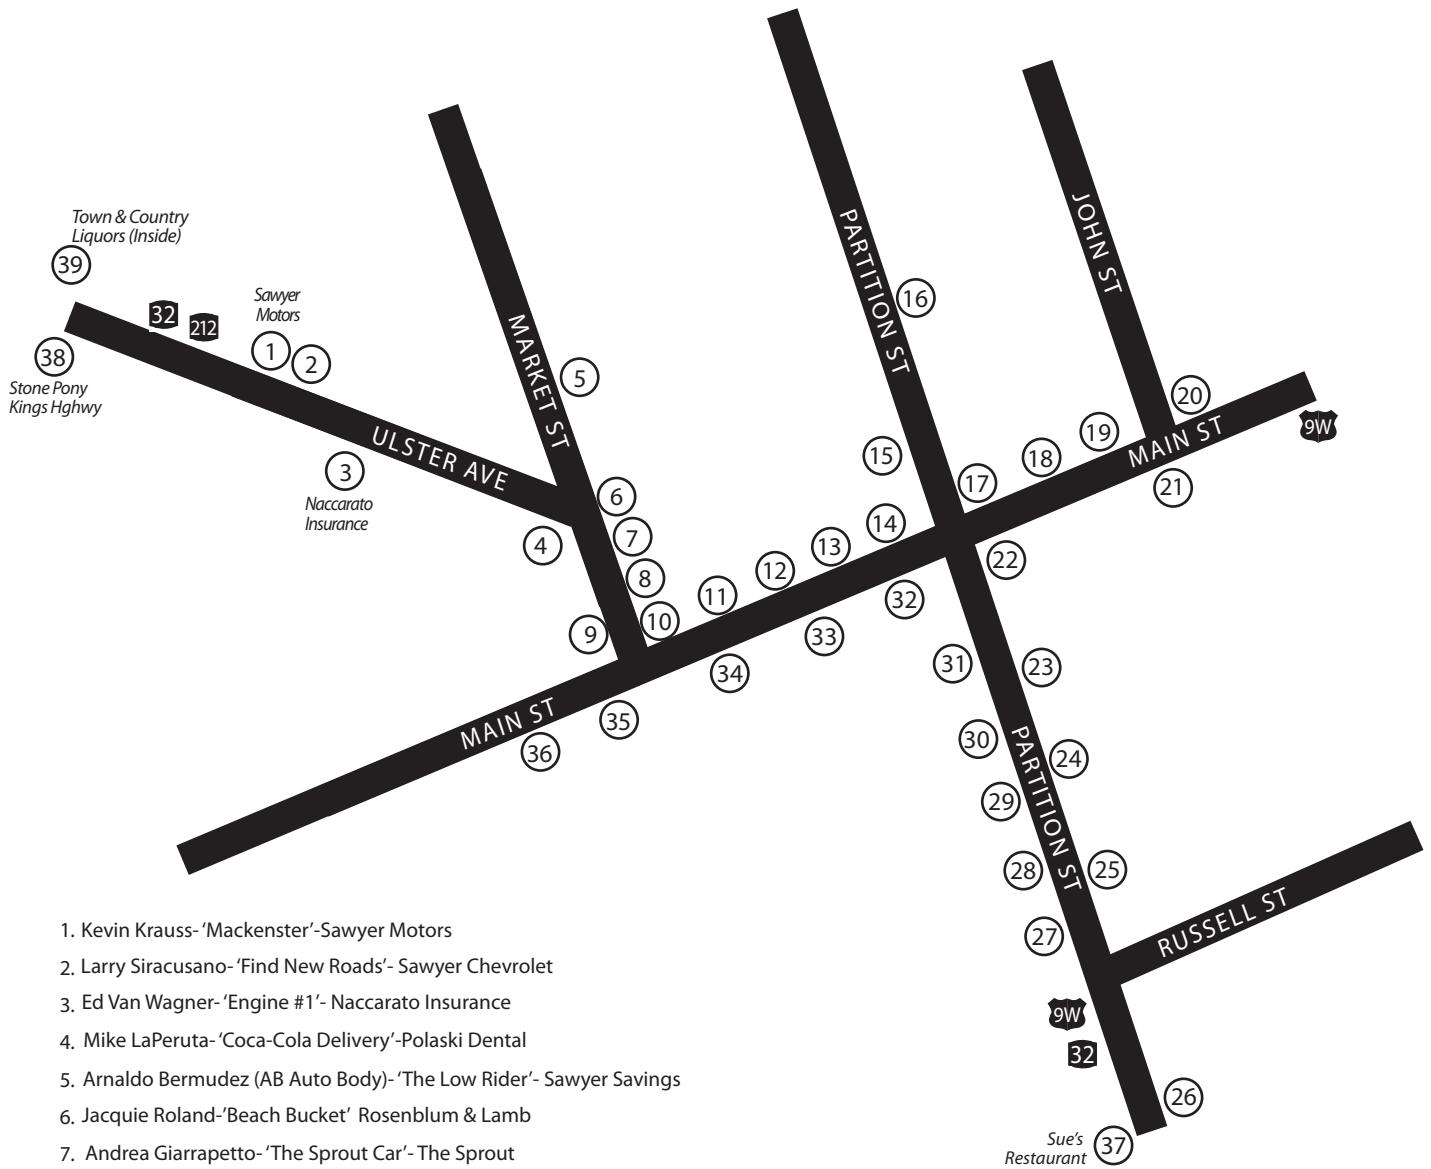 Town & Country
Liquors (Inside)
39
32
212
Sawyer
Motors
1
2
38
Stone Pony
Kings Hghwy
3
Naccarato
Insurance
ULSTER AVE
MARKET ST
5
4
6
7
8
9
10
11
12
13
14
15
16
PARTITION ST
JOHN ST
17
18
19
20
MAIN ST
9W
21
22
32
33
34
35
36
MAIN ST
31
23
30
24
29
PARTITION ST
28
25
27
RUSSELL ST
9W
32
26
37
Sue's
Restaurant
1. Kevin Krauss- ‘Mackenster’-Sawyer Motors
2. Larry Siracusano- ‘Find New Roads’- Sawyer Chevrolet
3. Ed Van Wagner- ‘Engine #1’- Naccarato Insurance
4. Mike LaPeruta- ‘Coca-Cola Delivery’-Polaski Dental
5. Arnaldo Bermudez (AB Auto Body)- ‘The Low Rider’- Sawyer Savings
6. Jacquie Roland-’Beach Bucket’ Rosenblum & Lamb
7. Andrea Giarrapetto- ‘The Sprout Car’- The Sprout